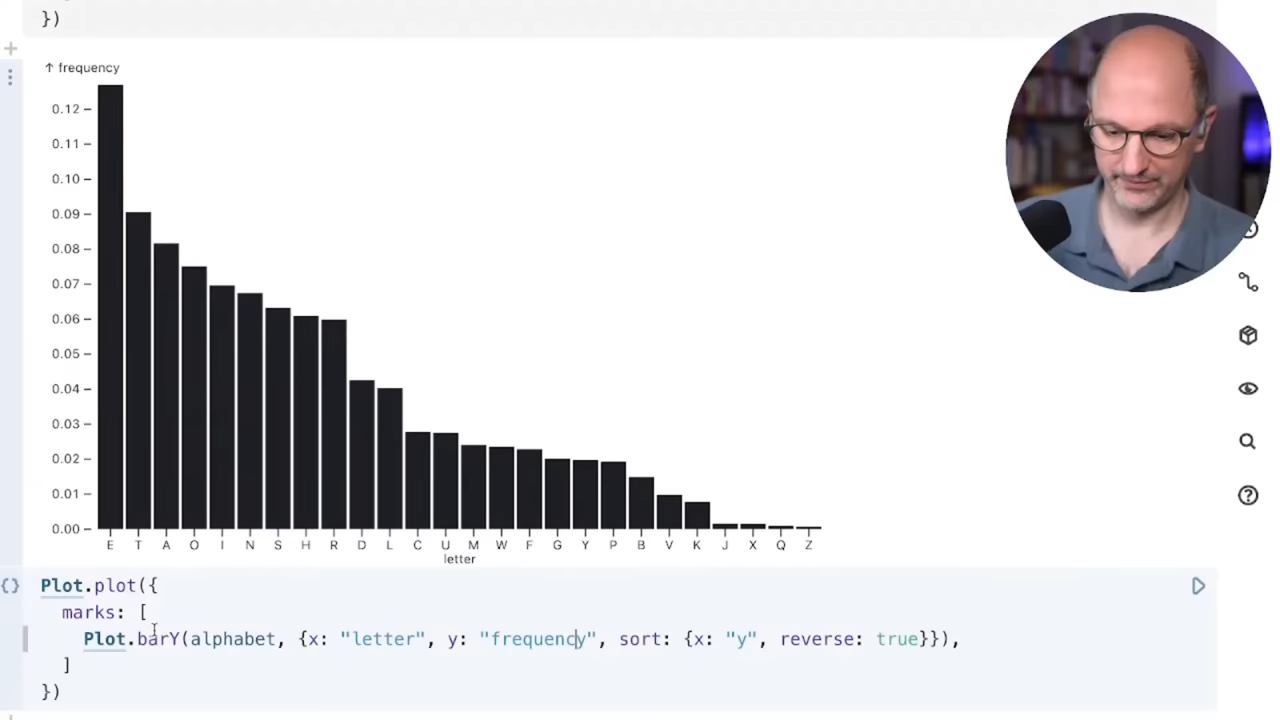 })
↑ frequency
0.12
0.11
0.10
0.09
0.08
0.07
0.06
0.05
0.04
0.03
0.02
0.01
0.00
E T A O I N S H R D L C U M W F G Y P B V K J X Q Z
letter
Plot.plot({
marks: [
Plot.barY(alphabet, {x: "letter", y: "frequency", sort: {x: "y", reverse: true}}),
]
})